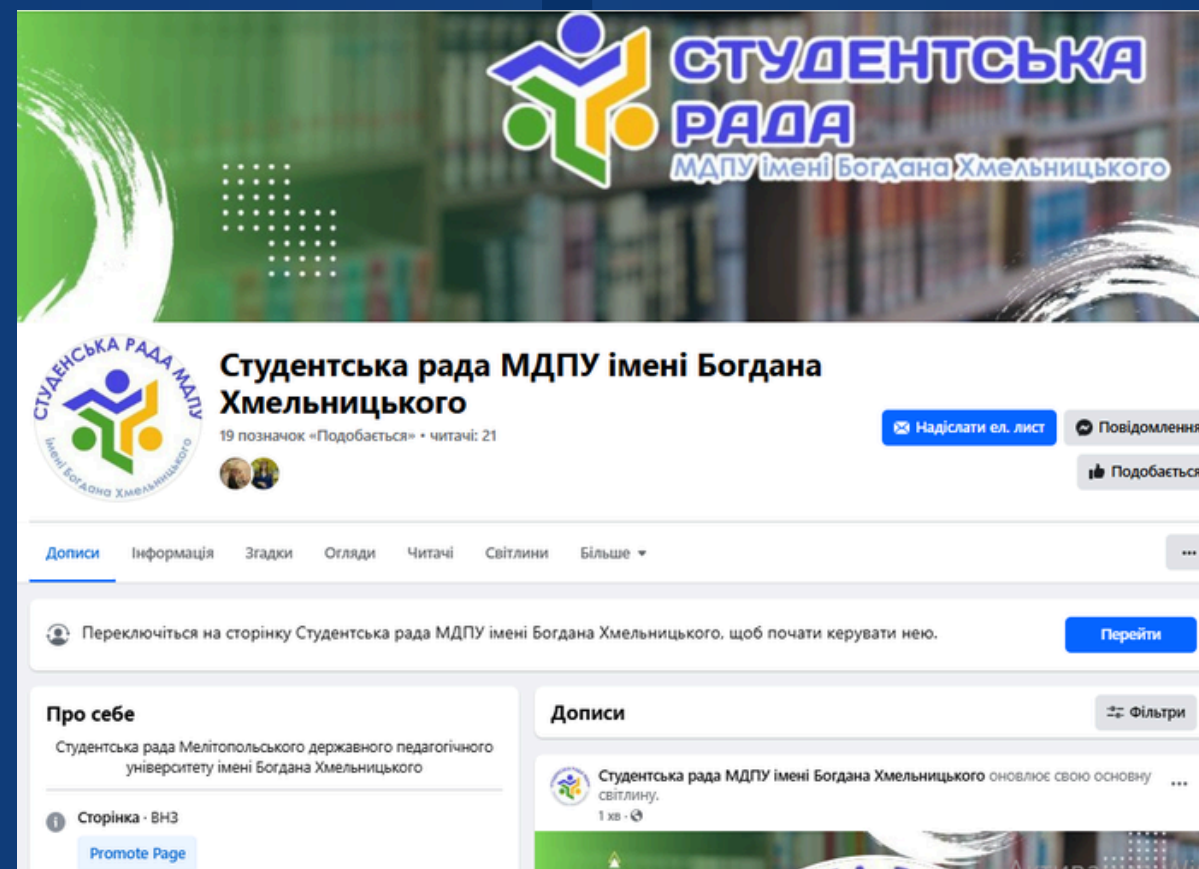 СТУДЕНТСЬКА
РАДА
МДПУ імені Богдана Хмельницького
СТУДЕНСЬКА РАДА МДПУ
імені Богдана Хмельницького
Студентська рада МДПУ імені Богдана
Хмельницького
19 позначок «Подобається» • читачі: 21
Надіслати ел. лист
Повідомлення
Подобається
Дописи Інформація Згадки Огляди Читачі Світлини Більше
Переключіться на сторінку Студентська рада МДПУ імені Богдана Хмельницького, щоб почати керувати нею.
Перейти
Про себе
Студентська рада Мелітопольського державного педагогічного
університету імені Богдана Хмельницького
Сторінка · ВНЗ
Promote Page
Дописи
Фільтри
Студентська рада МДПУ імені Богдана Хмельницького оновлює свою основну
світлину.
1 хв ·